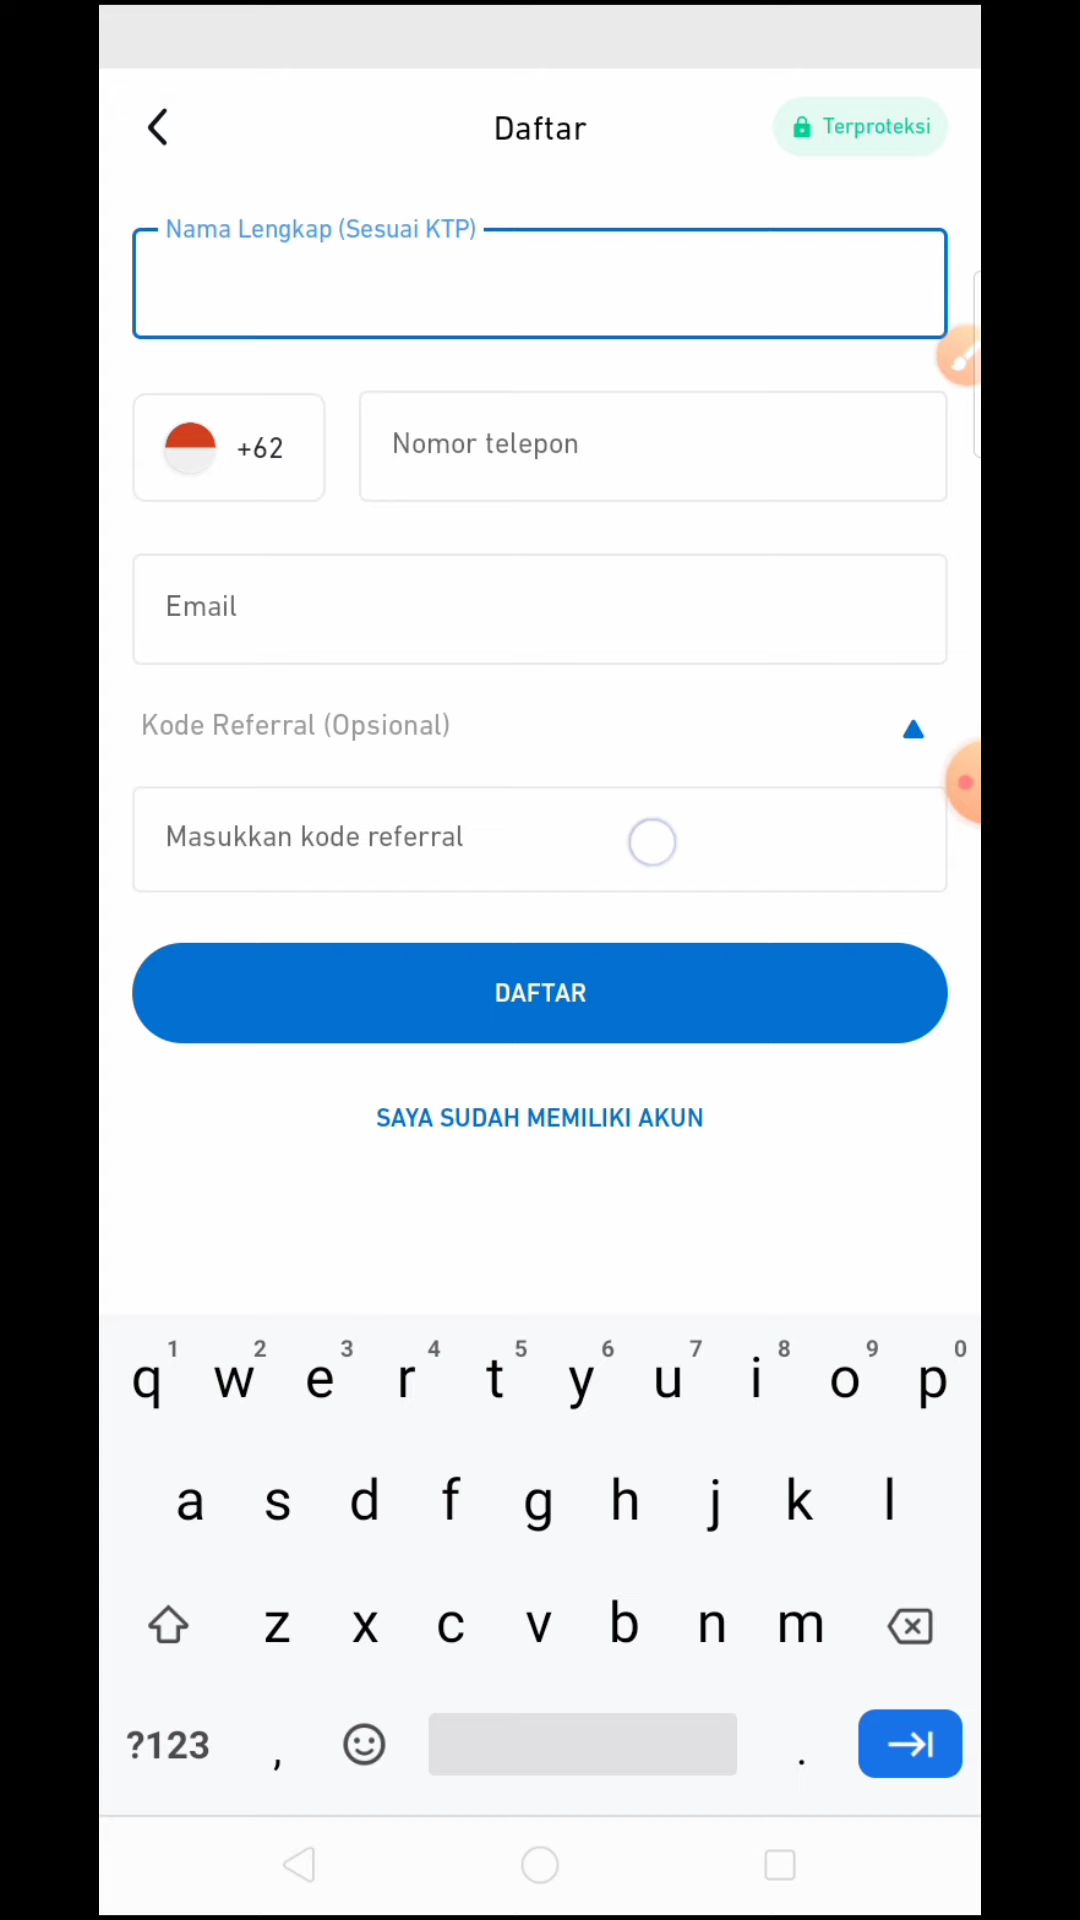 Daftar
Terproteksi
Nama Lengkap (Sesuai KTP)
+62
Nomor telepon
Email
Kode Referral (Opsional)
Masukkan kode referral
DAFTAR
SAYA SUDAH MEMILIKI AKUN
1 2 3 4 5 6 7 8 9 0
q w e r t y u i o p
a s d f g h j k l
z x c v b n m
?123 , .